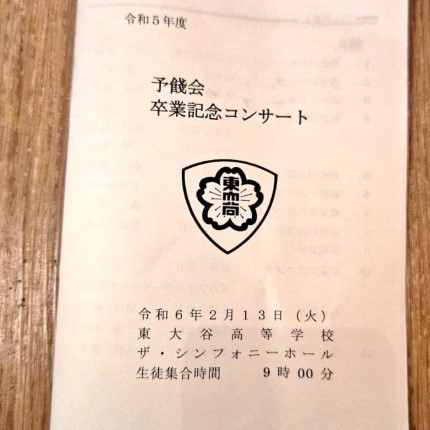 令和５年度
予餞会
卒業記念コンサート
東大谷高
令和６年２月１３日（火）
東大谷高等学校
ザ・シンフォニーホール
生徒集合時間　９時００分